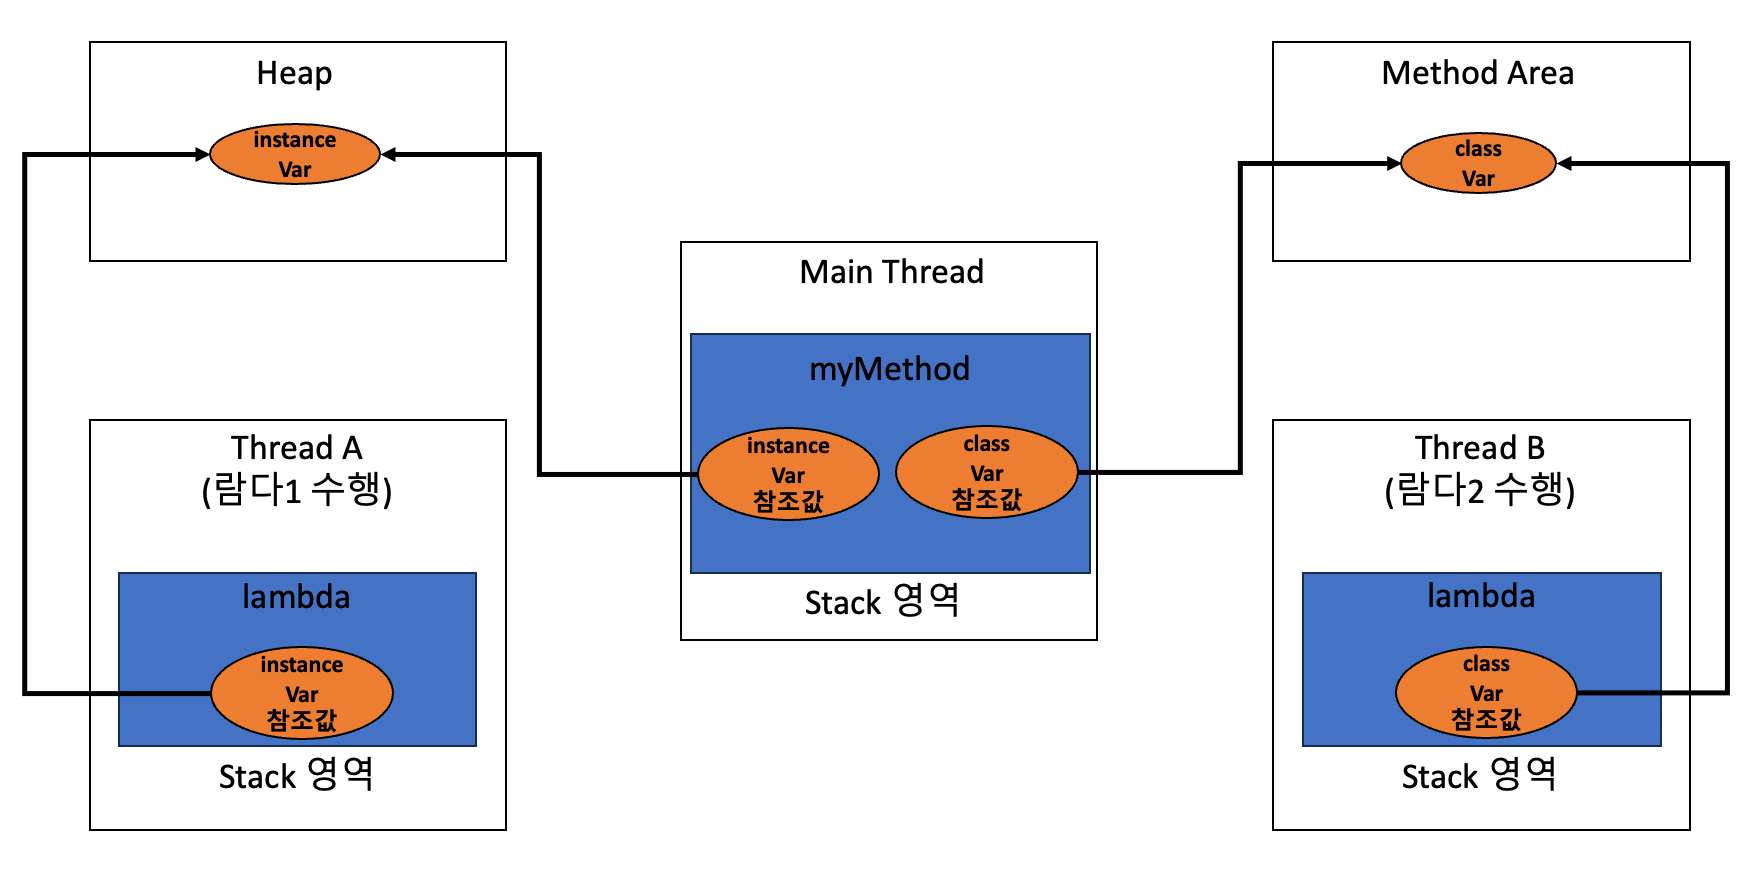 Heap
instance
Var
Method Area
class
Var
Main Thread
myMethod
instance
Var
참조값
class
Var
참조값
Stack 영역
Thread A
(람다1 수행)
lambda
instance
Var
참조값
Stack 영역
Thread B
(람다2 수행)
lambda
class
Var
참조값
Stack 영역